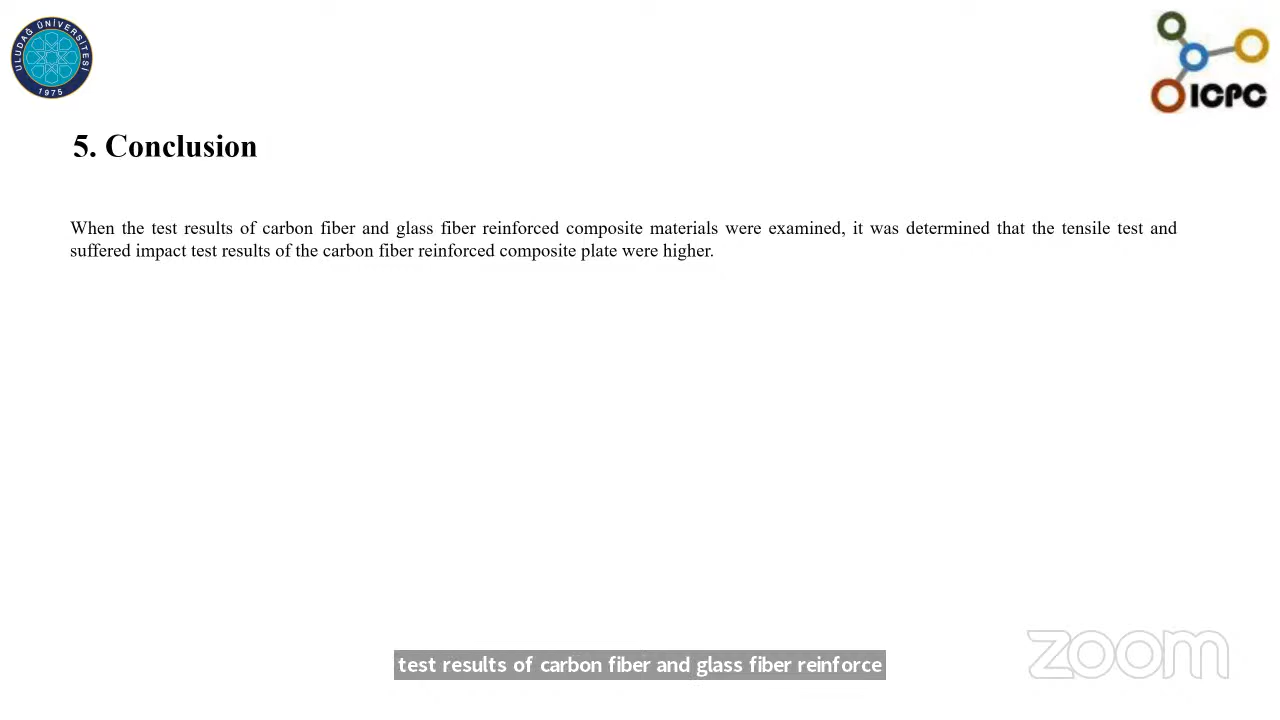 ULUDAĞ ÜNİVERSİTESİ
1975
ICPC
5. Conclusion
When the test results of carbon fiber and glass fiber reinforced composite materials were examined, it was determined that the tensile test and
suffered impact test results of the carbon fiber reinforced composite plate were higher.
test results of carbon fiber and glass fiber reinforce
zoom